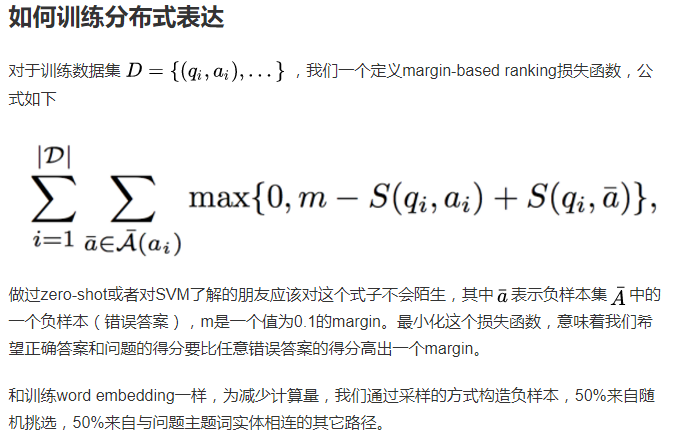 如何训练分布式表达
对于训练数据集 D = {(q_i, a_i), . . .} ，我们一个定义margin-based ranking损失函数，公
式如下
\sum_{i=1}^{|\mathcal{D}|} \sum_{\bar{a} \in \bar{\mathcal{A}}(a_i)} \max\{0, m - S(q_i, a_i) + S(q_i, \bar{a})\},
做过zero-shot或者对SVM了解的朋友应该对这个式子不会陌生，其中 \bar{a} 表示负样本集 \bar{A} 中的
一个负样本（错误答案），m是一个值为0.1的margin。最小化这个损失函数，意味着我们希
望正确答案和问题的得分要比任意错误答案的得分高出一个margin。
和训练word embedding一样，为减少计算量，我们通过采样的方式构造负样本，50%来自随
机挑选，50%来自与问题主题词实体相连的其它路径。